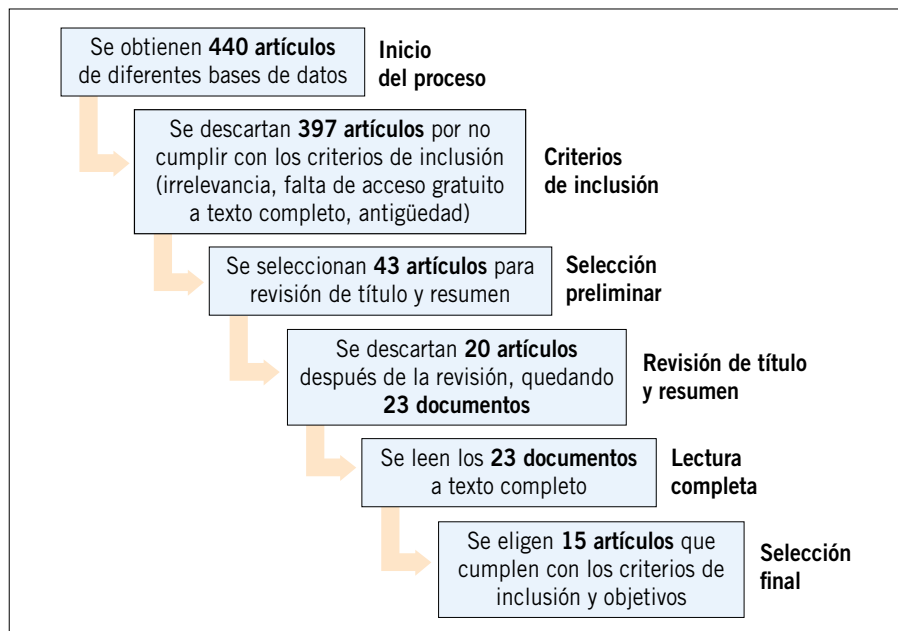 Se obtienen 440 artículos
de diferentes bases de datos
Inicio
del proceso
Se descartan 397 artículos por no
cumplir con los criterios de inclusión
(irrelevancia, falta de acceso gratuito
a texto completo, antigüedad)
Criterios
de inclusión
Se seleccionan 43 artículos para
revisión de título y resumen
Selección
preliminar
Se descartan 20 artículos
después de la revisión, quedando
23 documentos
Revisión de título
y resumen
Se leen los 23 documentos
a texto completo
Lectura
completa
Se eligen 15 artículos que
cumplen con los criterios de
inclusión y objetivos
Selección
final